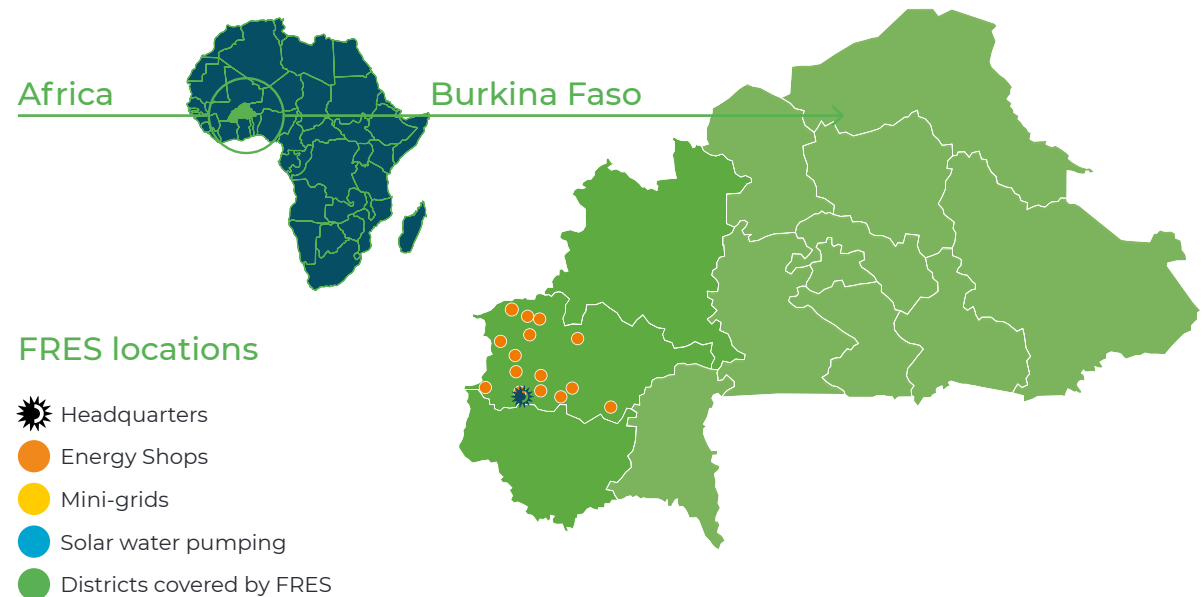 Africa
Burkina Faso
FRES locations
Headquarters
Energy Shops
Mini-grids
Solar water pumping
Districts covered by FRES